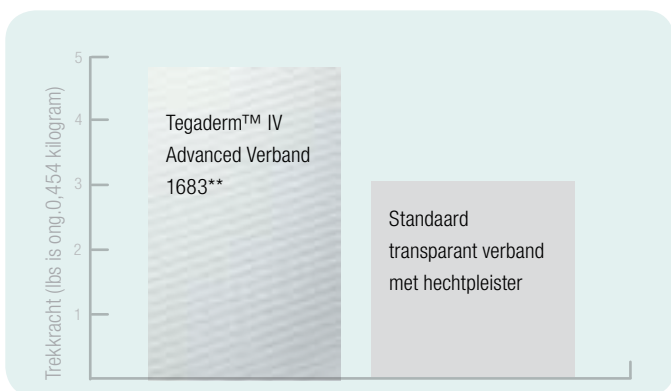 Trekkracht (lbs is ong.0,454 kilogram)
5
4
3
2
1
Tegaderm™ IV
Advanced Verband
1683**
Standaard
transparant verband
met hechtpleister